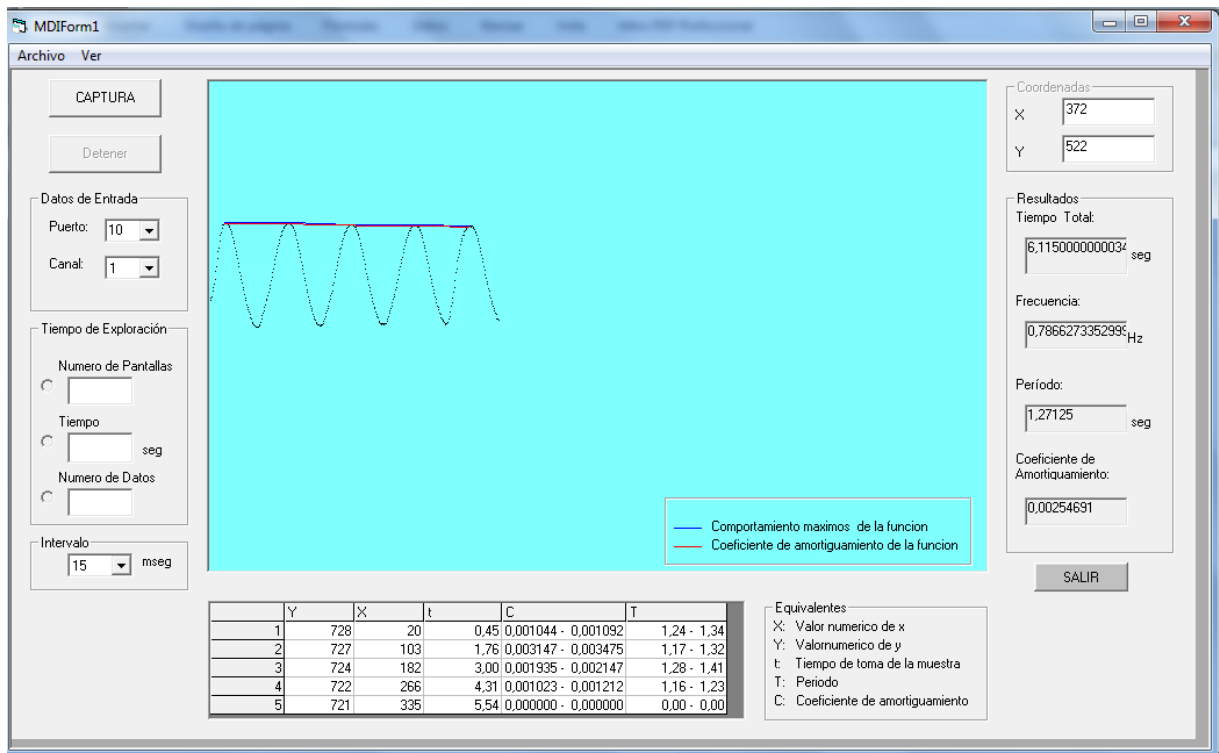 MDIForm1
Archivo Ver
CAPTURA
Detener
Datos de Entrada
Puerto: 10
Canal: 1
Tiempo de Exploración
Numero de Pantallas
Tiempo
seg
Numero de Datos
Intervalo
15 mseg
Comportamiento maximos de la funcion
Coeficiente de amortiguamiento de la funcion
Coordenadas
X 372
Y 522
Resultados
Tiempo Total:
6,115000000034 seg
Frecuencia:
0,786627335299 Hz
Período:
1,27125 seg
Coeficiente de
Amortiguamiento:
0,00254691
SALIR
Y X t C T
1 728 20 0,45 0,001044 - 0,001092 1,24 - 1,34
2 727 103 1,76 0,003147 - 0,003475 1,17 - 1,32
3 724 182 3,00 0,001935 - 0,002147 1,28 - 1,41
4 722 266 4,31 0,001023 - 0,001212 1,16 - 1,23
5 721 335 5,54 0,000000 - 0,000000 0,00 - 0,00
Equivalentes
X: Valor numerico de x
Y: Valornumerico de y
t: Tiempo de toma de la muestra
T: Periodo
C: Coeficiente de amortiguamiento